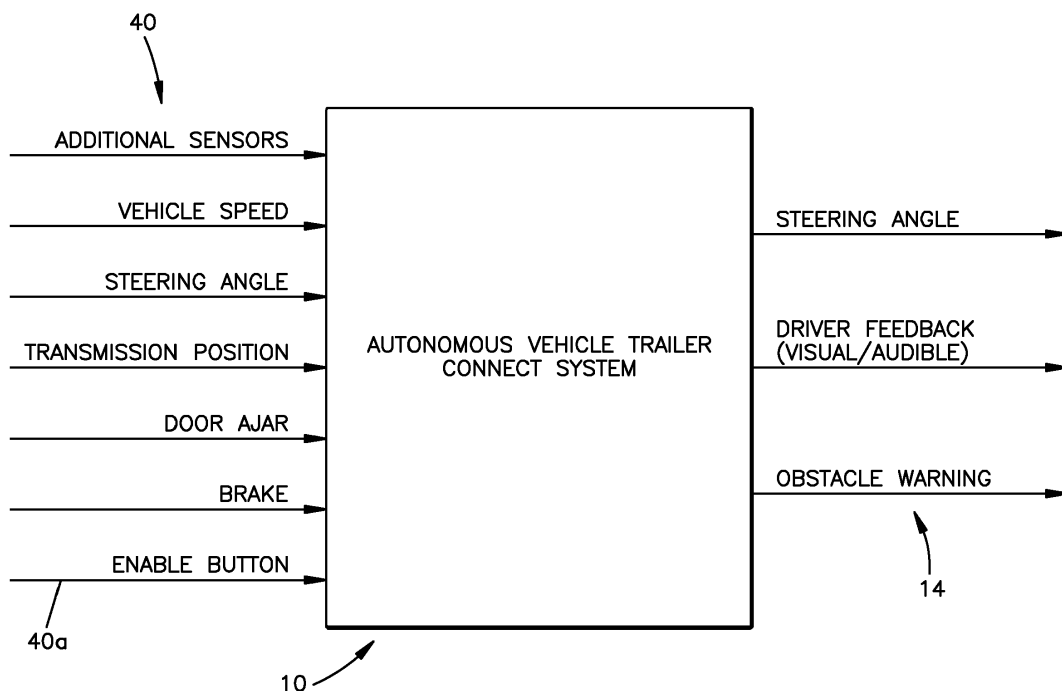 40
ADDITIONAL SENSORS
VEHICLE SPEED
STEERING ANGLE
TRANSMISSION POSITION
DOOR AJAR
BRAKE
ENABLE BUTTON
40a
AUTONOMOUS VEHICLE TRAILER
CONNECT SYSTEM
10
STEERING ANGLE
DRIVER FEEDBACK
(VISUAL/AUDIBLE)
OBSTACLE WARNING
14